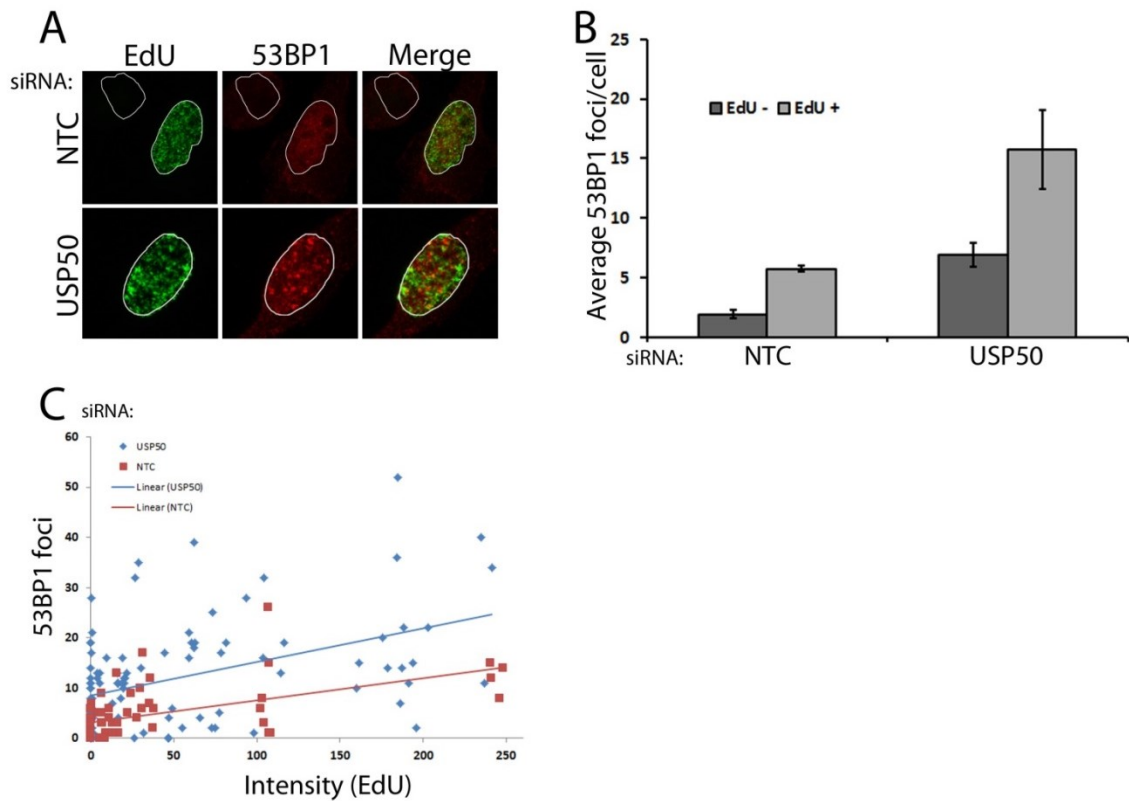 A
EdU 53BP1 Merge
siRNA:
NTC
USP50
B
Average 53BP1 foci/cell
25
20
15
10
5
0
EdU - EdU +
siRNA: NTC USP50
C siRNA:
53BP1 foci
60
50
40
30
20
10
0
USP50
NTC
Linear (USP50)
Linear (NTC)
0 50 100 150 200 250
Intensity (EdU)